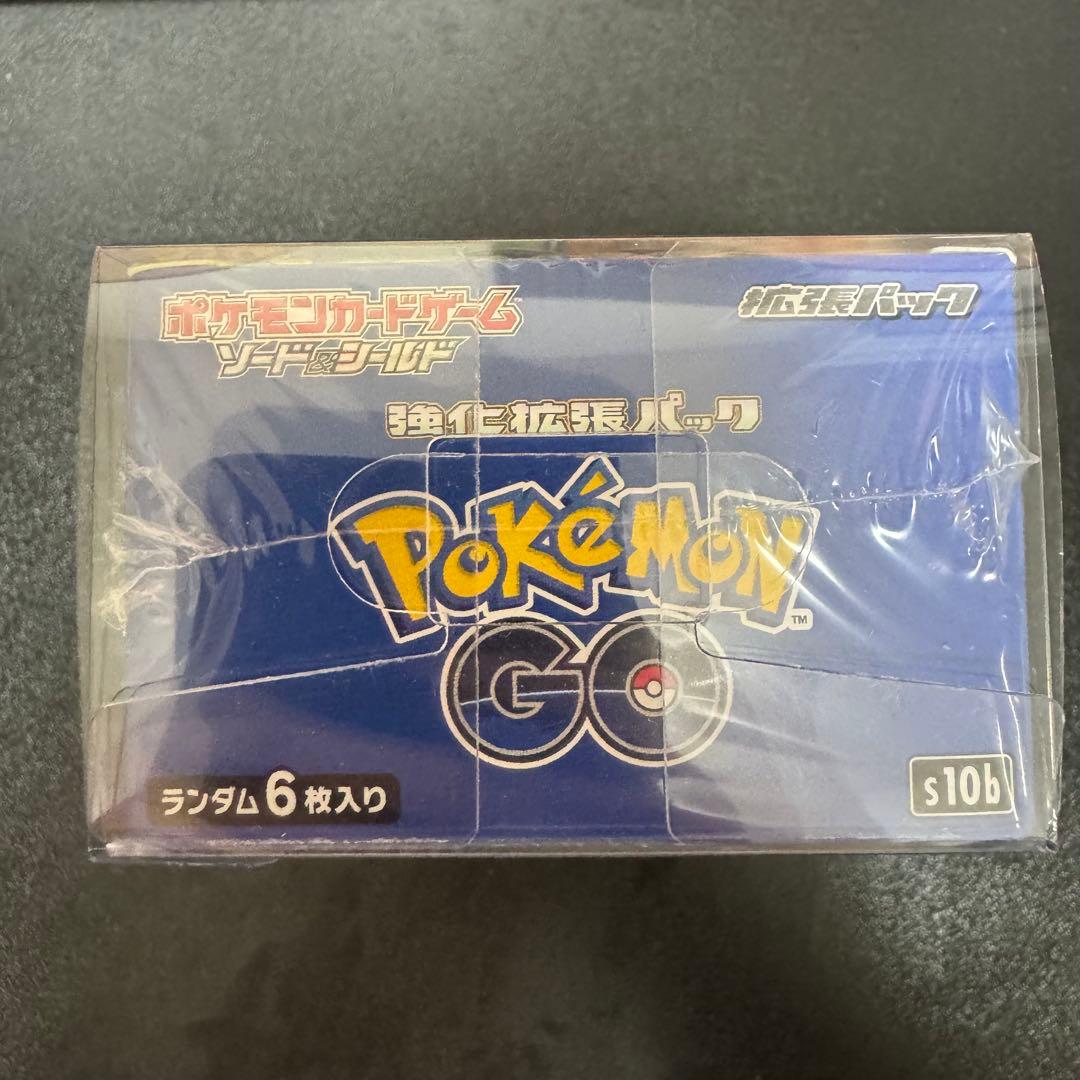 ポケモンカードゲーム
ソード&シールド
拡張パック
強化拡張パック
POKéMON
GO
TM
ランダム6枚入り
s10b